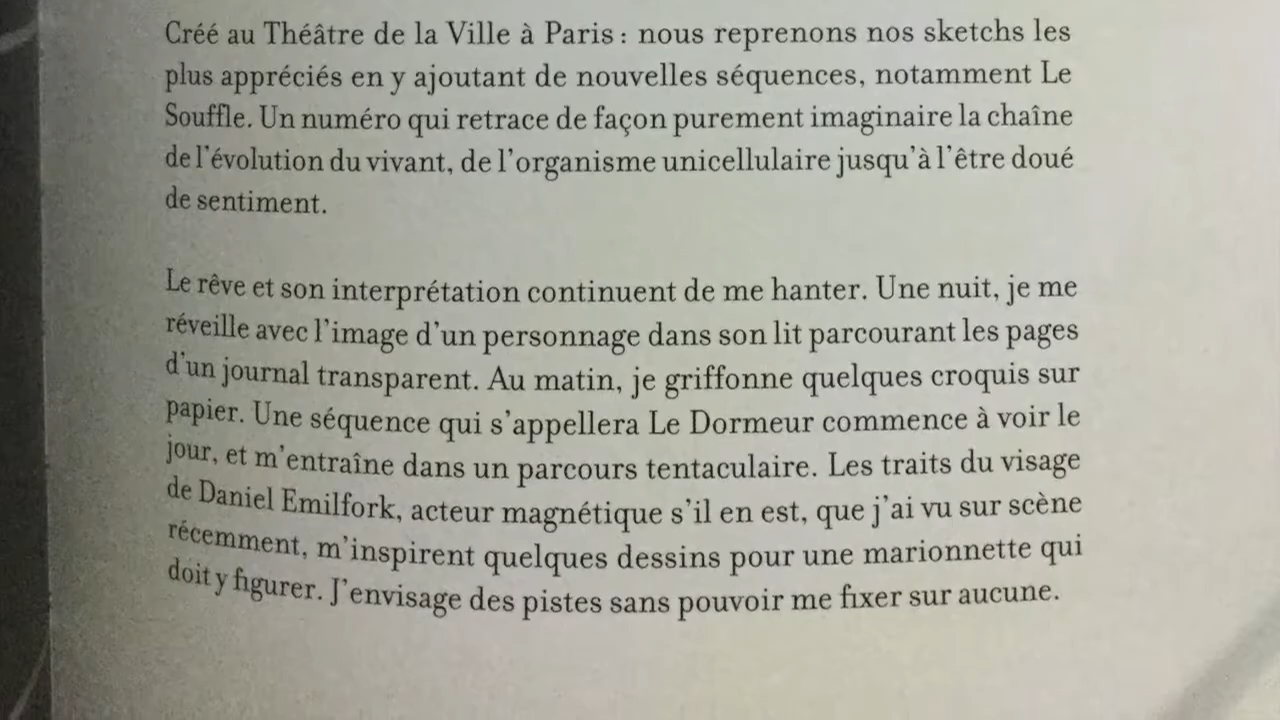 Créé au Théâtre de la Ville à Paris : nous reprenons nos sketchs les
plus appréciés en y ajoutant de nouvelles séquences, notamment Le
Souffle. Un numéro qui retrace de façon purement imaginaire la chaîne
de l'évolution du vivant, de l'organisme unicellulaire jusqu'à l'être doué
de sentiment.
Le rêve et son interprétation continuent de me hanter. Une nuit, je me
réveille avec l'image d'un personnage dans son lit parcourant les pages
d'un journal transparent. Au matin, je griffonne quelques croquis sur
papier. Une séquence qui s'appellera Le Dormeur commence à voir le
jour, et m'entraîne dans un parcours tentaculaire. Les traits du visage
de Daniel Emilfork, acteur magnétique s'il en est, que j'ai vu sur scène
récemment, m'inspirent quelques dessins pour une marionnette qui
doit y figurer. J'envisage des pistes sans pouvoir me fixer sur aucune.